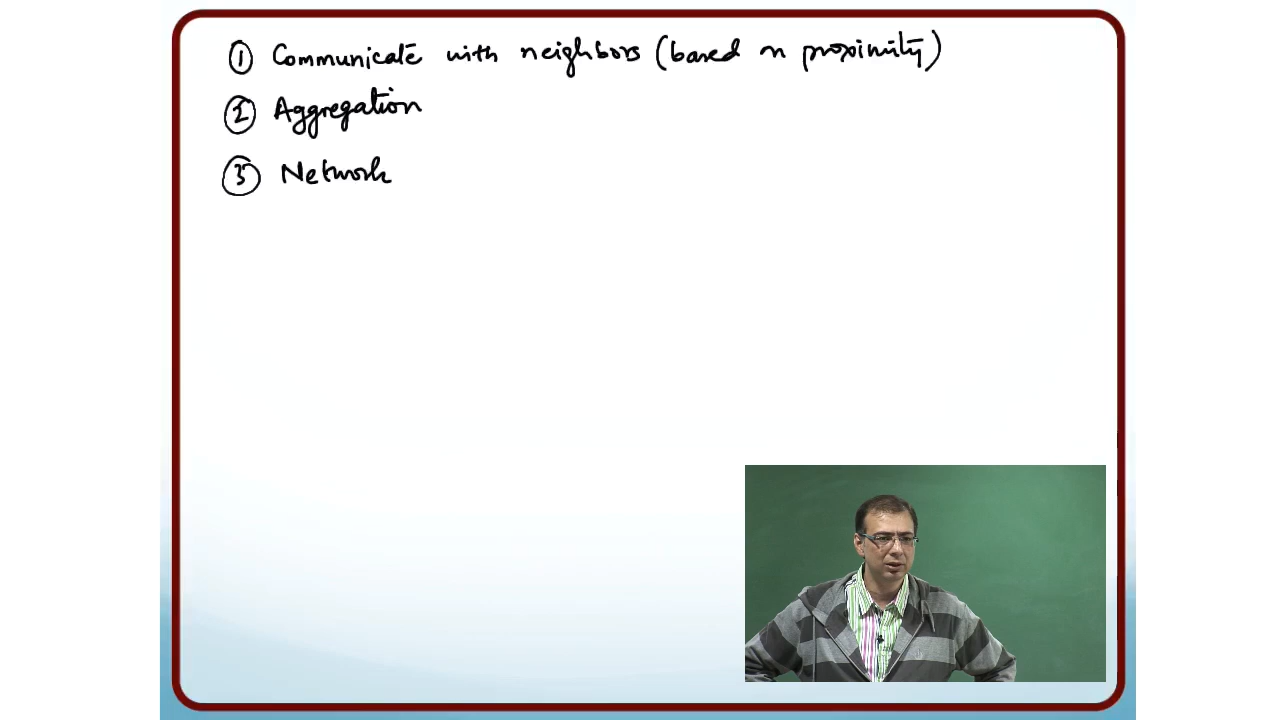 ① Communicate with neighbors (based on proximity)
② Aggregation
③ Network